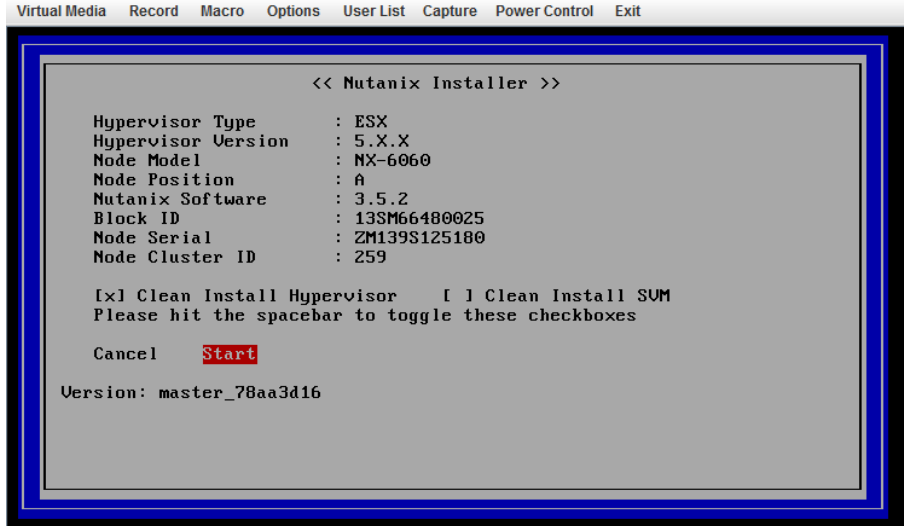 Virtual Media Record Macro Options User List Capture Power Control Exit
<< Nutanix Installer >>
Hypervisor Type : ESX
Hypervisor Version : 5.X.X
Node Model : NX-6060
Node Position : A
Nutanix Software : 3.5.2
Block ID : 13SM66480025
Node Serial : ZM139S125180
Node Cluster ID : 259
[x] Clean Install Hypervisor [ ] Clean Install SVM
Please hit the spacebar to toggle these checkboxes
Cancel Start
Version: master_78aa3d16